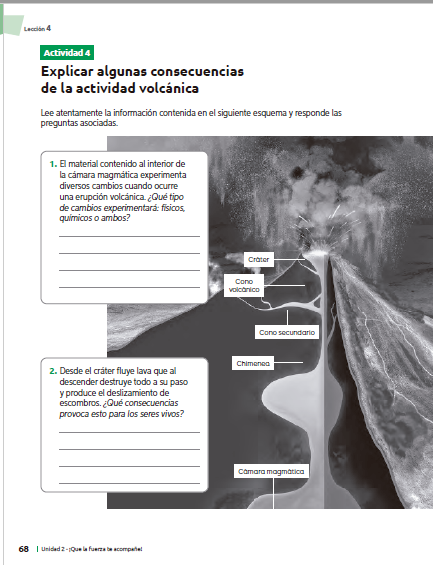 Lección 4
Actividad 4
Explicar algunas consecuencias
de la actividad volcánica
Lee atentamente la información contenida en el siguiente esquema y responde las
preguntas asociadas.
1. El material contenido al interior de
la cámara magmática experimenta
diversos cambios cuando ocurre
una erupción volcánica. ¿Qué tipo
de cambios experimentará: físicos,
químicos o ambos?
Cráter
Cono
volcánico
Cono secundario
Chimenea
2. Desde el cráter fluye lava que al
descender destruye todo a su paso
y produce el deslizamiento de
escombros. ¿Qué consecuencias
provoca esto para los seres vivos?
Cámara magmática
68 | Unidad 2 - ¡Que la fuerza te acompañe!